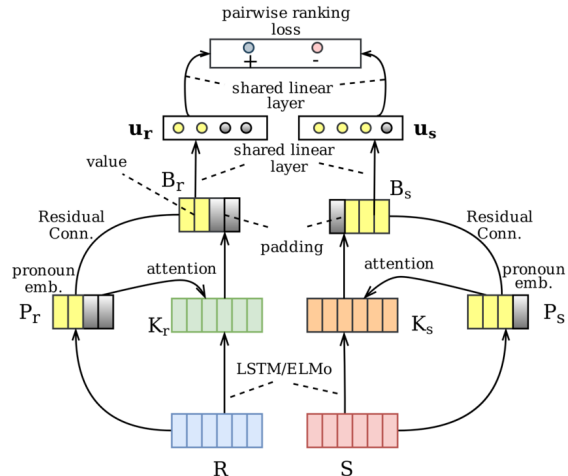 pairwise ranking
loss
+ -
shared linear
layer
u_r
u_s
shared linear
layer
value
B_r
B_s
Residual
Conn.
Residual
Conn.
padding
pronoun
emb.
attention
attention
pronoun
emb.
P_r
K_r
K_s
P_s
LSTM/ELMo
R
S